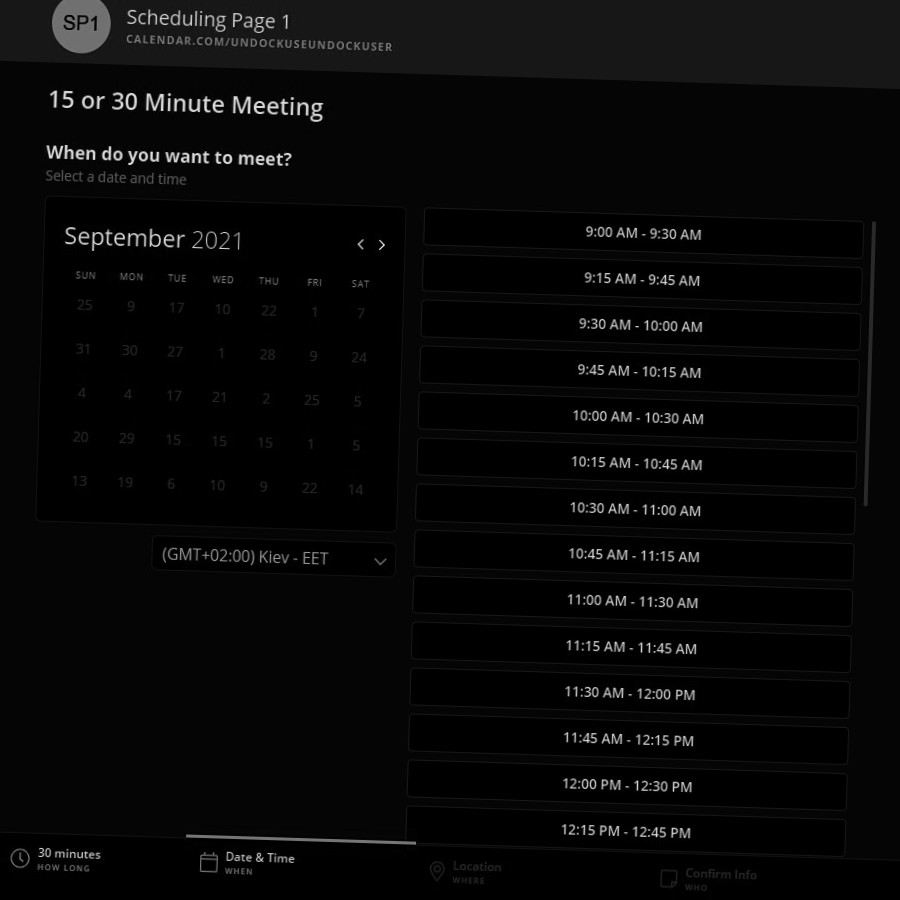 SP1
Scheduling Page 1
CALENDAR.COM/UNDOCKUSEUNDOCKUSER
15 or 30 Minute Meeting
When do you want to meet?
Select a date and time
September 2021
SUN MON TUE WED THU FRI SAT
25 9 17 10 22 1 7
31 30 27 1 28 9 24
4 4 17 21 2 25 5
20 29 15 15 15 1 5
13 19 6 10 9 22 14
(GMT+02:00) Kiev - EET
9:00 AM - 9:30 AM
9:15 AM - 9:45 AM
9:30 AM - 10:00 AM
9:45 AM - 10:15 AM
10:00 AM - 10:30 AM
10:15 AM - 10:45 AM
10:30 AM - 11:00 AM
10:45 AM - 11:15 AM
11:00 AM - 11:30 AM
11:15 AM - 11:45 AM
11:30 AM - 12:00 PM
11:45 AM - 12:15 PM
12:00 PM - 12:30 PM
12:15 PM - 12:45 PM
30 minutes
HOW LONG
Date & Time
WHEN
Location
WHERE
Confirm Info
WHO